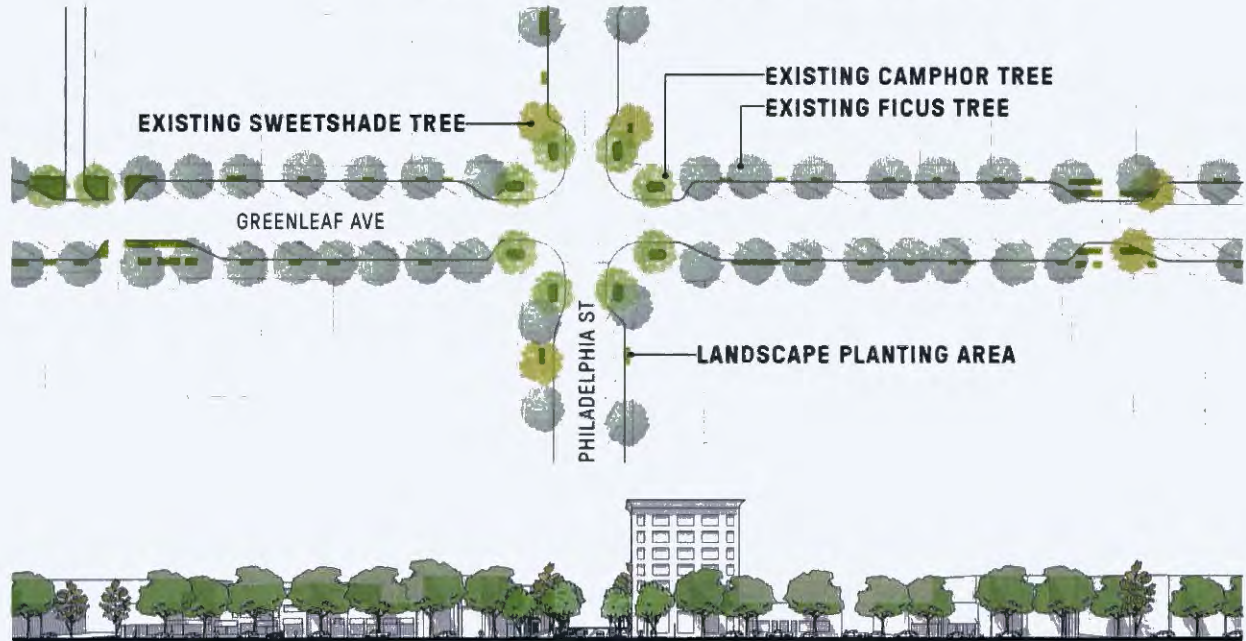 EXISTING CAMPHOR TREE
EXISTING FICUS TREE
EXISTING SWEETSHADE TREE
GREENLEAF AVE
PHILADELPHIA ST
LANDSCAPE PLANTING AREA